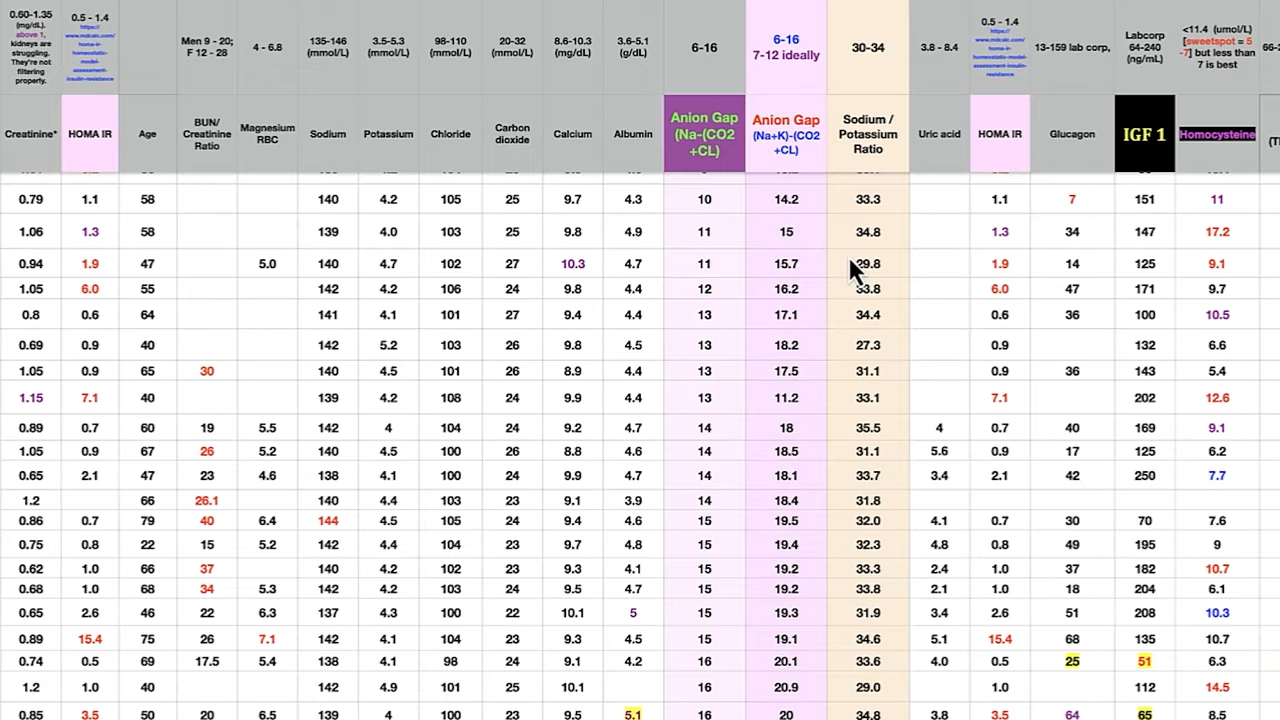 0.60-1.35 (mg/dL). above 1, kidneys are struggling. They're not filtering properly. 0.5 - 1.4 https://www.mdcalc.com/homa-ir-homeostatic-model-assessment-insulin-resistance Men 9 - 20; F 12 - 28 4 - 6.8 135-146 (mmol/L) 3.5-5.3 (mmol/L) 98-110 (mmol/L) 20-32 (mmol/L) 8.6-10.3 (mg/dL) 3.6-5.1 (g/dL) 6-16 6-16 7-12 ideally 30-34 3.8 - 8.4 0.5 - 1.4 https://www.mdcalc.com/homa-ir-homeostatic-model-assessment-insulin-resistance 13-159 lab corp, Labcorp 64-240 (ng/mL) <11.4 (umol/L) [sweetspot = 5 -7] but less than 7 is best
Creatinine* HOMA IR Age BUN/ Creatinine Ratio Magnesium RBC Sodium Potassium Chloride Carbon dioxide Calcium Albumin Anion Gap (Na-(CO2 +CL) Anion Gap (Na+K)-(CO2 +CL) Sodium / Potassium Ratio Uric acid HOMA IR Glucagon IGF 1 Homocysteine
0.79 1.1 58 140 4.2 105 25 9.7 4.3 10 14.2 33.3 1.1 7 151 11
1.06 1.3 58 139 4.0 103 25 9.8 4.9 11 15 34.8 1.3 34 147 17.2
0.94 1.9 47 5.0 140 4.7 102 27 10.3 4.7 11 15.7 29.8 1.9 14 125 9.1
1.05 6.0 55 142 4.2 106 24 9.8 4.4 12 16.2 33.8 6.0 47 171 9.7
0.8 0.6 64 141 4.1 101 27 9.4 4.4 13 17.1 34.4 0.6 36 100 10.5
0.69 0.9 40 142 5.2 103 26 9.8 4.5 13 18.2 27.3 0.9 132 6.6
1.05 0.9 65 30 140 4.5 101 26 8.9 4.4 13 17.5 31.1 0.9 36 143 5.4
1.15 7.1 40 139 4.2 108 24 9.9 4.4 13 11.2 33.1 7.1 202 12.6
0.89 0.7 60 19 5.5 142 4 104 24 9.2 4.7 14 18 35.5 4 0.7 40 169 9.1
1.05 0.9 67 26 5.2 140 4.5 100 26 8.8 4.6 14 18.5 31.1 5.6 0.9 17 125 6.2
0.65 2.1 47 23 4.6 138 4.1 100 24 9.9 4.7 14 18.1 33.7 3.4 2.1 42 250 7.7
1.2 66 26.1 140 4.4 103 23 9.1 3.9 14 18.4 31.8
0.86 0.7 79 40 6.4 144 4.5 105 24 9.4 4.6 15 19.5 32.0 4.1 0.7 30 70 7.6
0.75 0.8 22 15 5.2 142 4.4 104 23 9.7 4.8 15 19.4 32.3 4.8 0.8 49 195 9
0.62 1.0 66 37 140 4.2 102 23 9.3 4.1 15 19.2 33.3 2.4 1.0 37 182 10.7
0.68 1.0 68 34 5.3 142 4.2 103 24 9.5 4.7 15 19.2 33.8 2.1 1.0 18 204 6.1
0.65 2.6 46 22 6.3 137 4.3 100 22 10.1 5 15 19.3 31.9 3.4 2.6 51 208 10.3
0.89 15.4 75 26 7.1 142 4.1 104 23 9.3 4.5 15 19.1 34.6 5.1 15.4 68 135 10.7
0.74 0.5 69 17.5 5.4 138 4.1 98 24 9.1 4.2 16 20.1 33.6 4.0 0.5 25 51 6.3
1.2 1.0 40 142 4.9 101 25 10.1 16 20.9 29.0 1.0 112 14.5
0.85 3.5 50 20 6.5 139 4 100 23 9.5 5.1 16 20 34.8 3.8 3.5 64 65 8.5